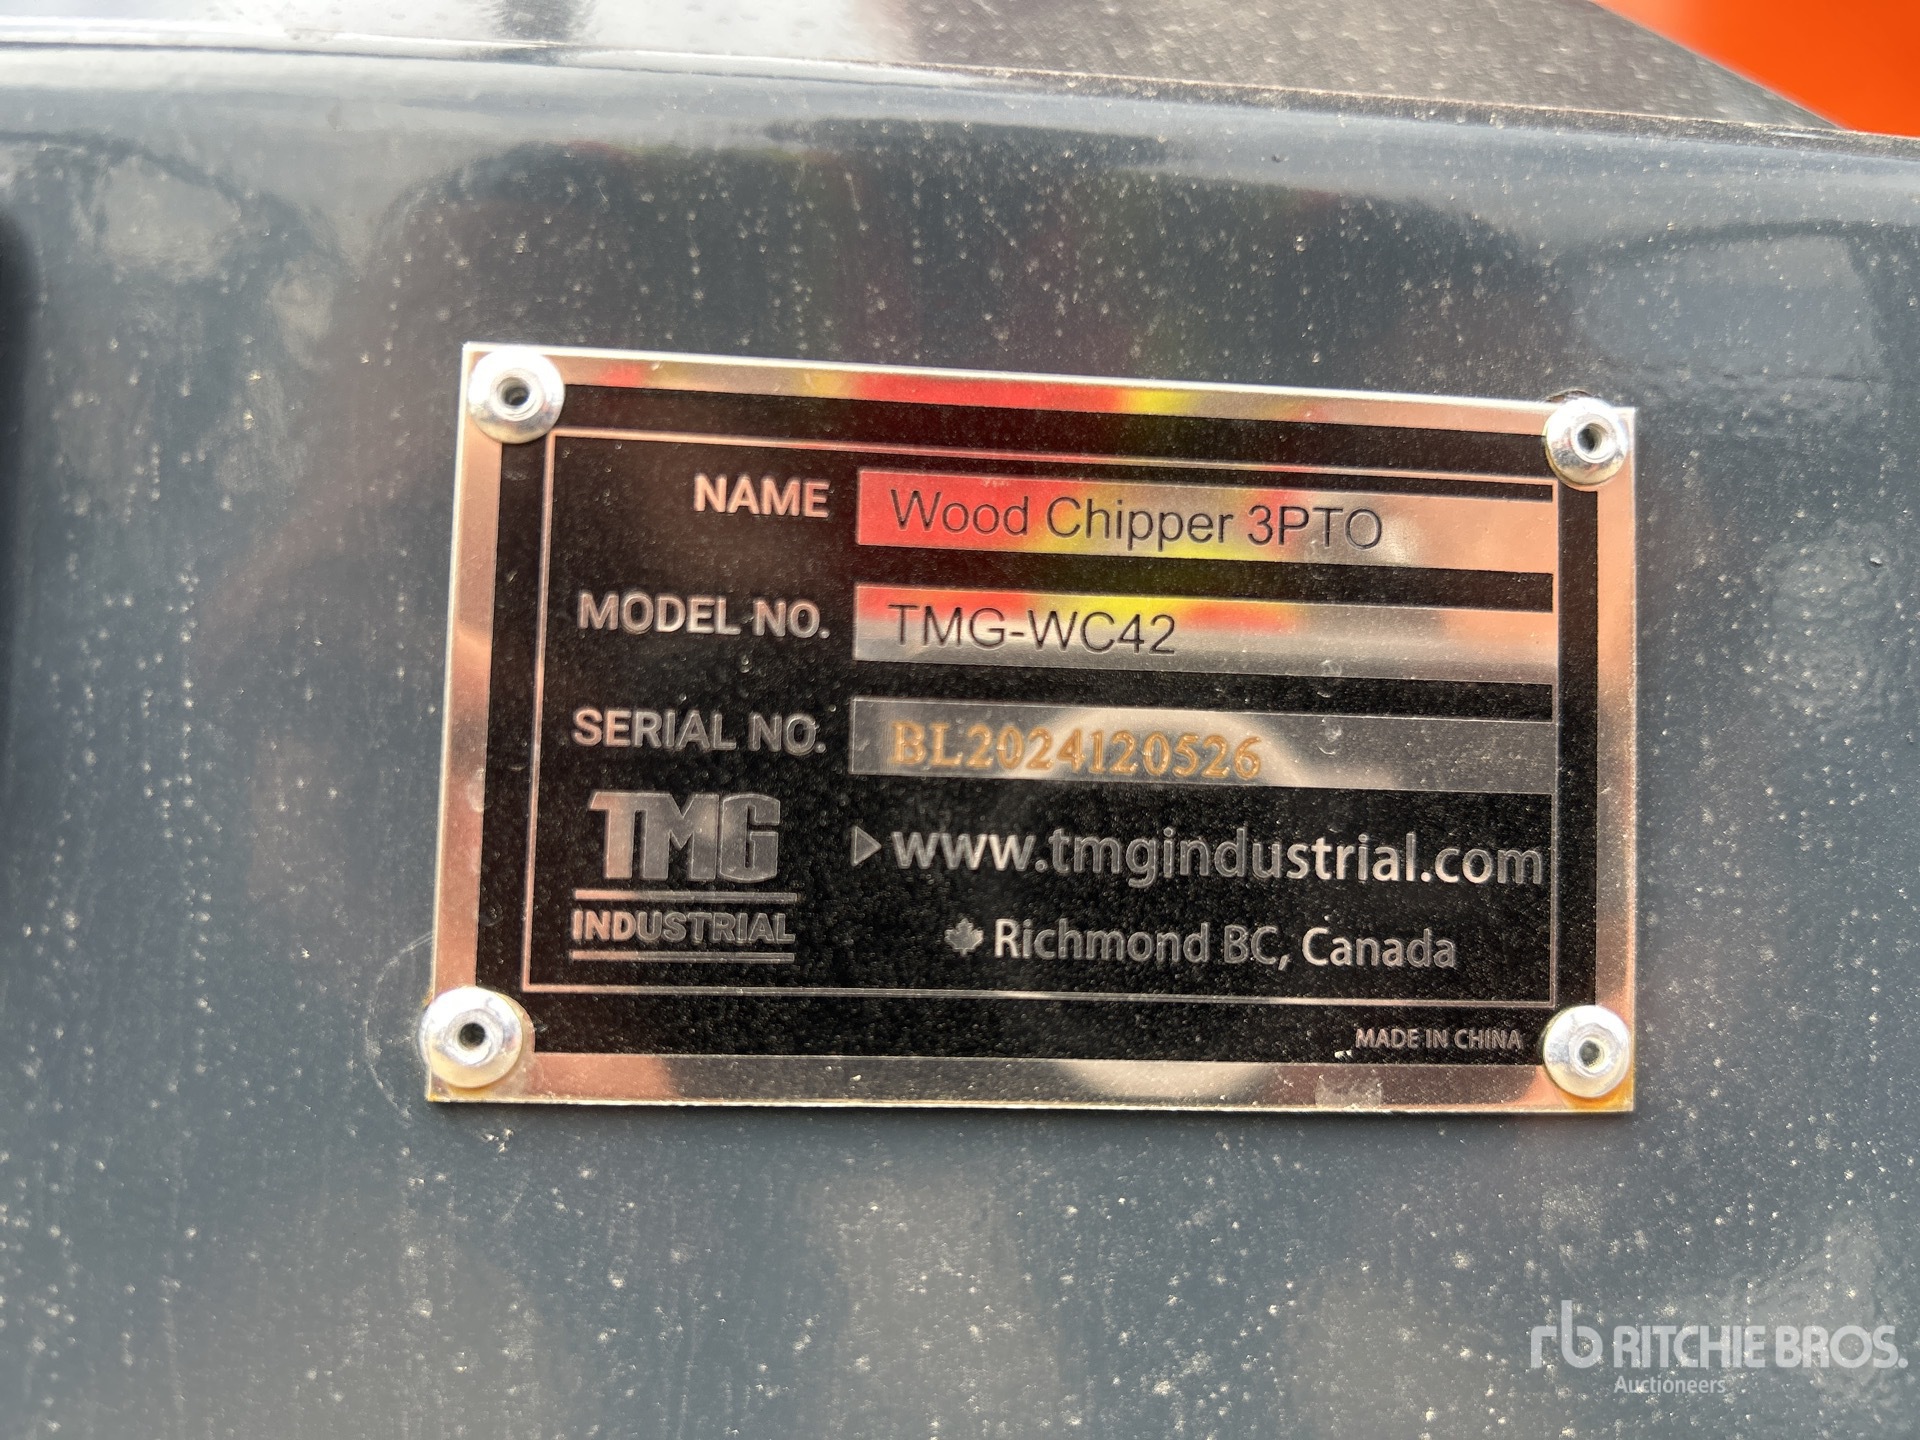 NAME Wood Chipper 3PTO
MODEL NO. TMG-WC42
SERIAL NO. BL2024120526
TMG
INDUSTRIAL
www.tmgindustrial.com
Richmond BC, Canada
MADE IN CHINA
rb RITCHIE BROS.
Auctioneers